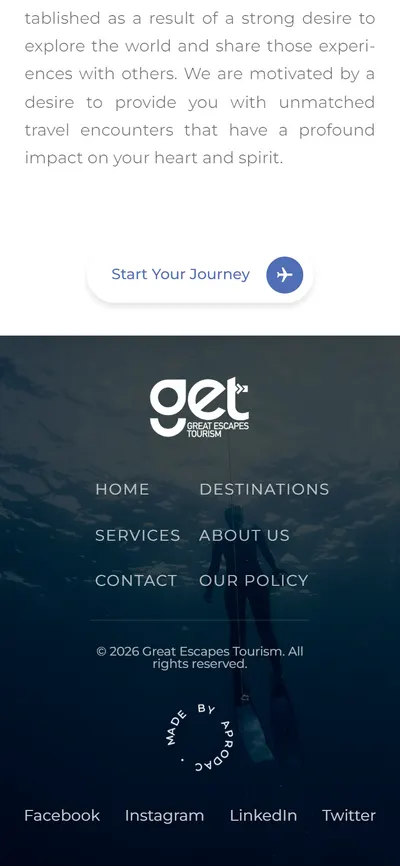 tablished as a result of a strong desire to
explore the world and share those experi-
ences with others. We are motivated by a
desire to provide you with unmatched
travel encounters that have a profound
impact on your heart and spirit.
Start Your Journey
get
GREAT ESCAPES
TOURISM
HOME
DESTINATIONS
SERVICES
ABOUT US
CONTACT
OUR POLICY
© 2026 Great Escapes Tourism. All
rights reserved.
MADE BY APRODAC ·
Facebook
Instagram
LinkedIn
Twitter